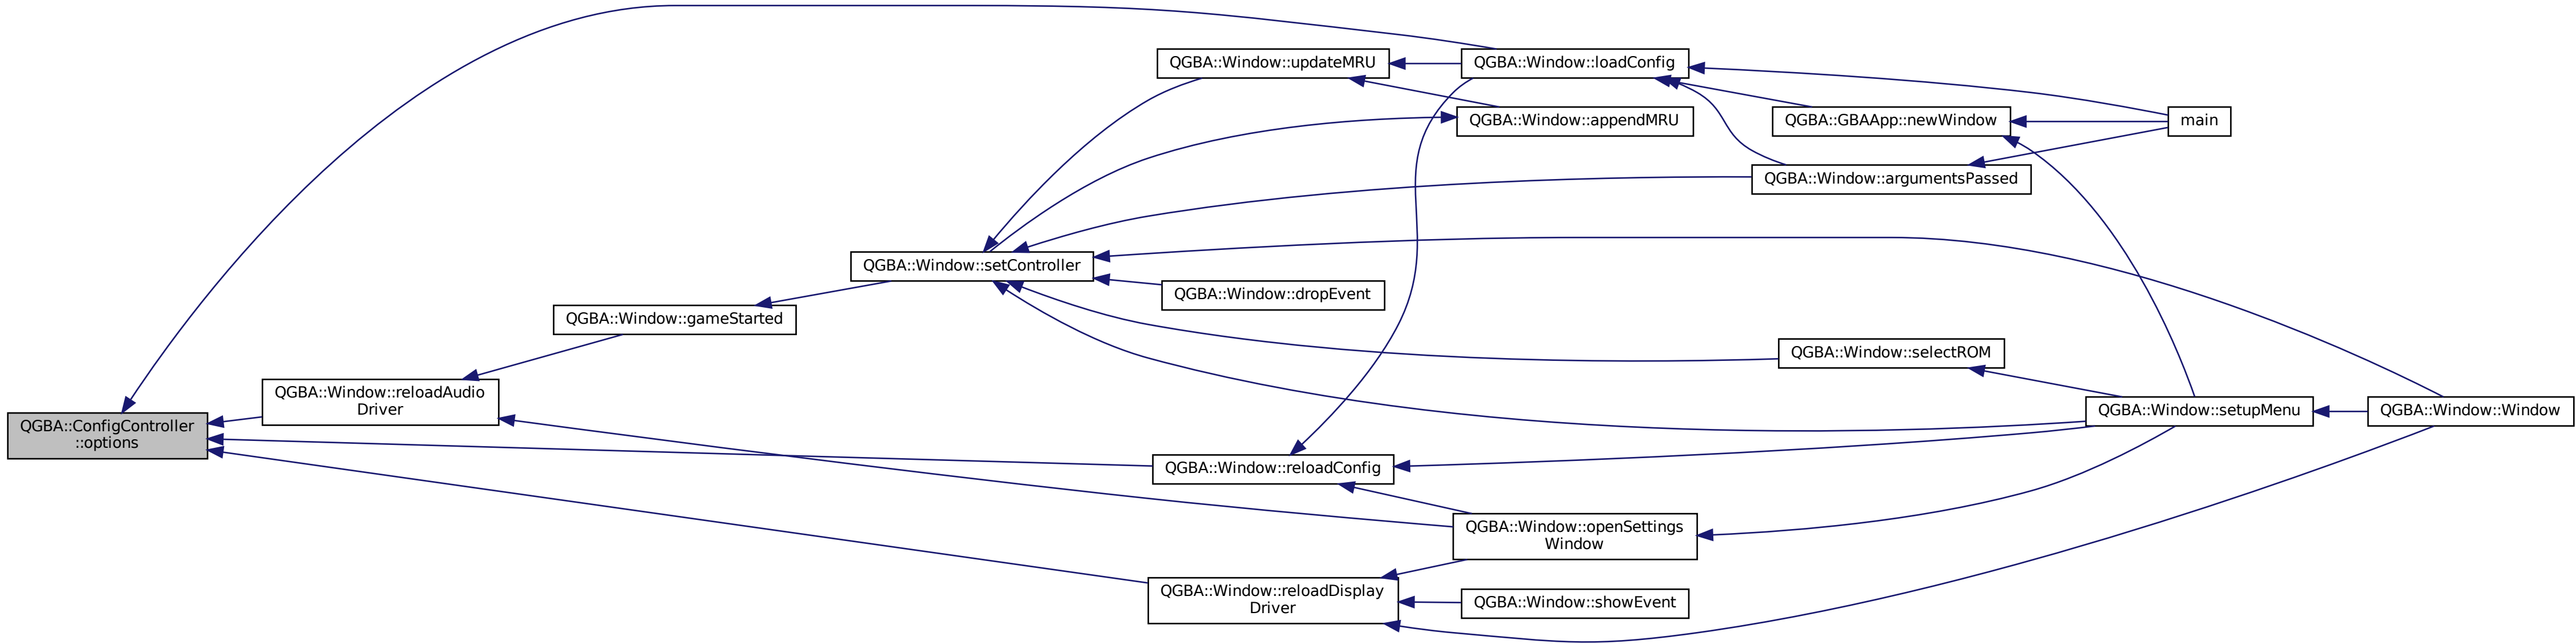 QGBA::Window::updateMRU
QGBA::Window::loadConfig
QGBA::Window::appendMRU
QGBA::GBAApp::newWindow
main
QGBA::Window::argumentsPassed
QGBA::Window::setController
QGBA::Window::dropEvent
QGBA::Window::gameStarted
QGBA::Window::selectROM
QGBA::Window::reloadAudio
Driver
QGBA::ConfigController
::options
QGBA::Window::setupMenu
QGBA::Window::Window
QGBA::Window::reloadConfig
QGBA::Window::openSettings
Window
QGBA::Window::reloadDisplay
Driver
QGBA::Window::showEvent